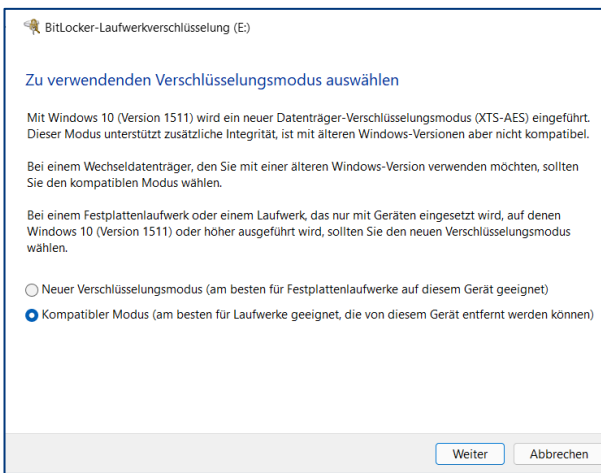 BitLocker-Laufwerkverschlüsselung (E:)
Zu verwendenden Verschlüsselungsmodus auswählen
Mit Windows 10 (Version 1511) wird ein neuer Datenträger-Verschlüsselungsmodus (XTS-AES) eingeführt.
Dieser Modus unterstützt zusätzliche Integrität, ist mit älteren Windows-Versionen aber nicht kompatibel.
Bei einem Wechseldatenträger, den Sie mit einer älteren Windows-Version verwenden möchten, sollten
Sie den kompatiblen Modus wählen.
Bei einem Festplattenlaufwerk oder einem Laufwerk, das nur mit Geräten eingesetzt wird, auf denen
Windows 10 (Version 1511) oder höher ausgeführt wird, sollten Sie den neuen Verschlüsselungsmodus
wählen.
Neuer Verschlüsselungsmodus (am besten für Festplattenlaufwerke auf diesem Gerät geeignet)
Kompatibler Modus (am besten für Laufwerke geeignet, die von diesem Gerät entfernt werden können)
Weiter Abbrechen